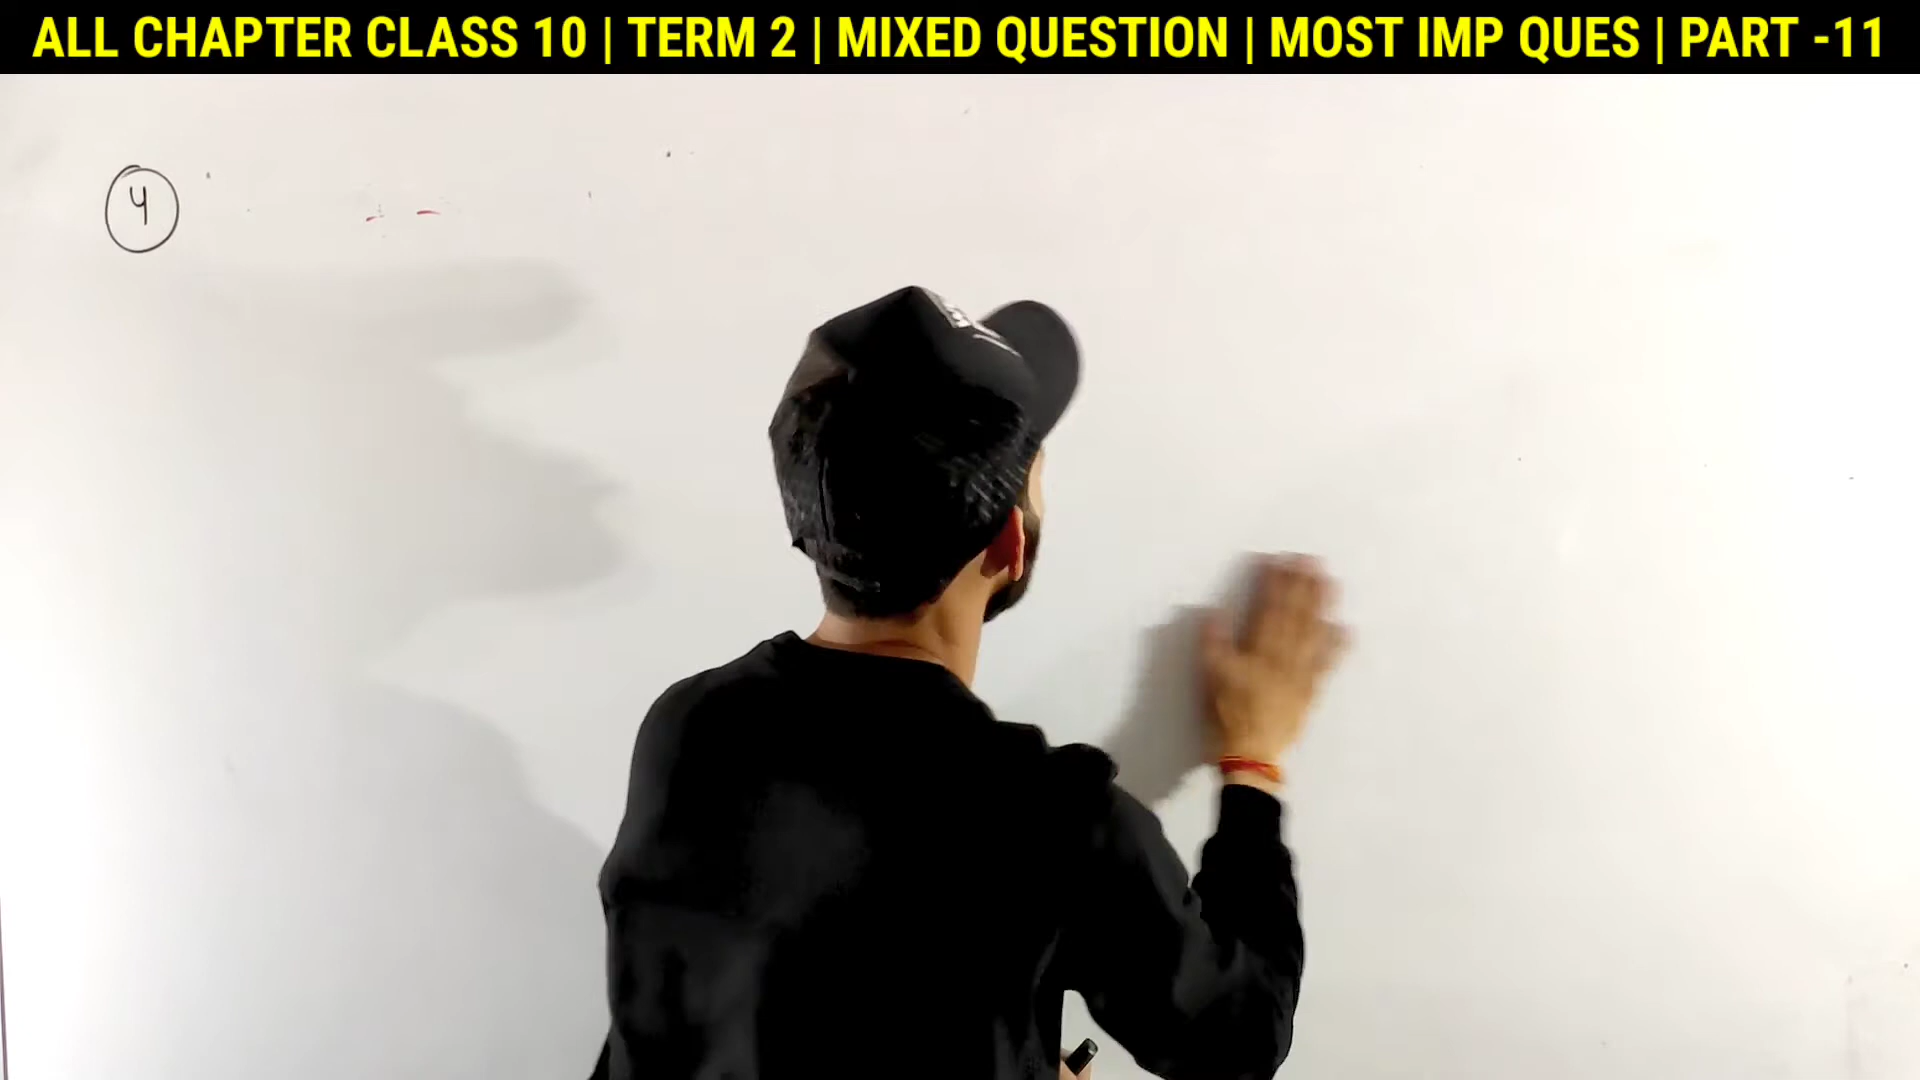 ALL CHAPTER CLASS 10 | TERM 2 | MIXED QUESTION | MOST IMP QUES | PART -11
4